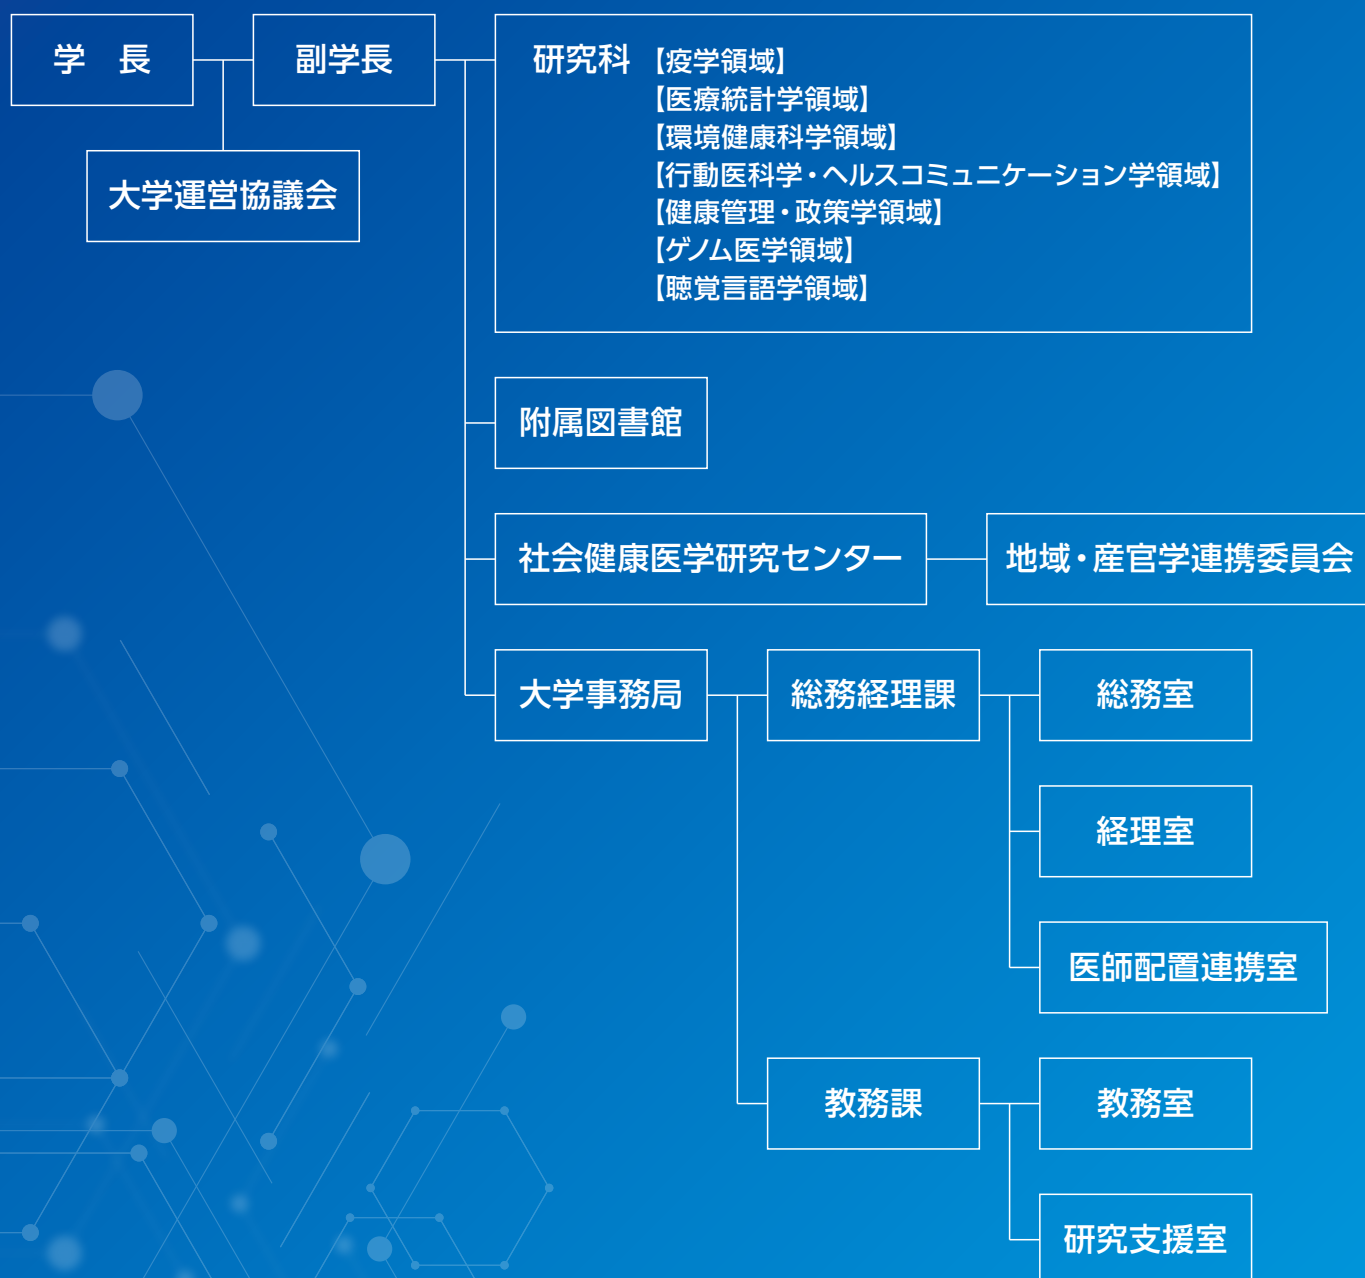 学　長
副学長
大学運営協議会
研究科 【疫学領域】
【医療統計学領域】
【環境健康科学領域】
【行動医科学・ヘルスコミュニケーション学領域】
【健康管理・政策学領域】
【ゲノム医学領域】
【聴覚言語学領域】
附属図書館
社会健康医学研究センター
地域・産官学連携委員会
大学事務局
総務経理課
総務室
経理室
医師配置連携室
教務課
教務室
研究支援室